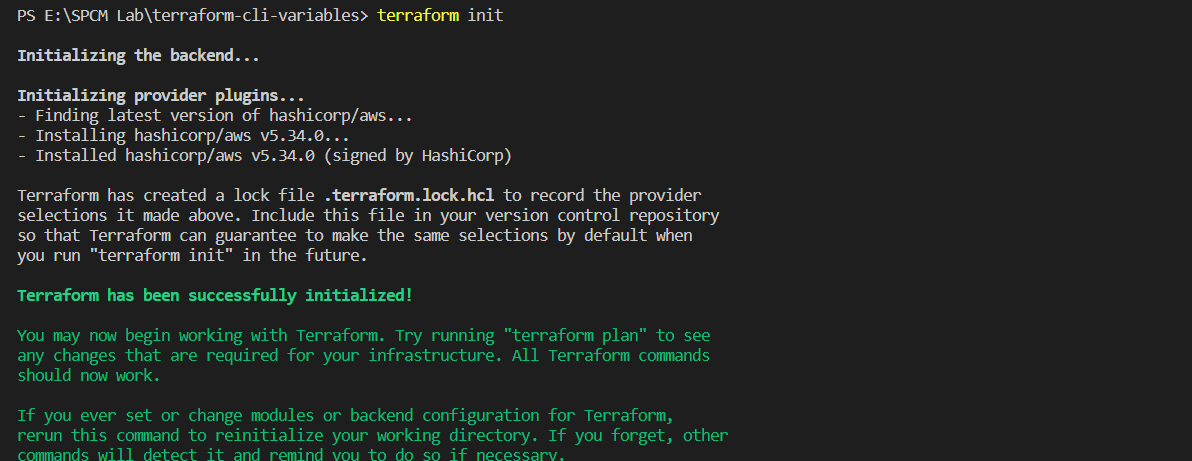 PS E:\SPCM Lab\terraform-cli-variables> terraform init
Initializing the backend...
Initializing provider plugins...
- Finding latest version of hashicorp/aws...
- Installing hashicorp/aws v5.34.0...
- Installed hashicorp/aws v5.34.0 (signed by HashiCorp)
Terraform has created a lock file .terraform.lock.hcl to record the provider
selections it made above. Include this file in your version control repository
so that Terraform can guarantee to make the same selections by default when
you run "terraform init" in the future.
Terraform has been successfully initialized!
You may now begin working with Terraform. Try running "terraform plan" to see
any changes that are required for your infrastructure. All Terraform commands
should now work.
If you ever set or change modules or backend configuration for Terraform,
rerun this command to reinitialize your working directory. If you forget, other
commands will detect it and remind you to do so if necessary.